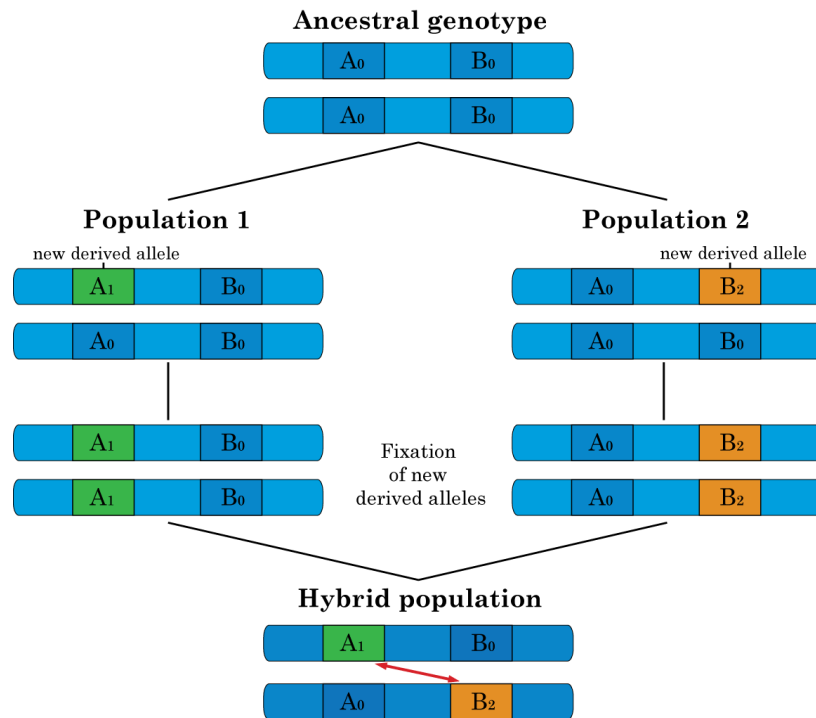 Ancestral genotype
A₀ B₀
A₀ B₀
Population 1 Population 2
new derived allele new derived allele
A₁ B₀ A₀ B₂
A₀ B₀ A₀ B₀
A₁ B₀ A₀ B₂
Fixation
of new
derived alleles
A₁ B₀ A₀ B₂
Hybrid population
A₁ B₀
A₀ B₂